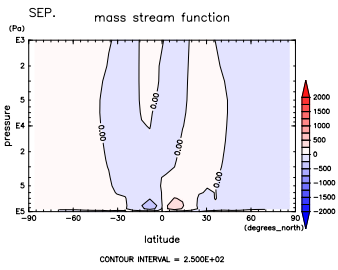 SEP.
mass stream function
(Pa)
E3
2
5
E4
2
5
E5
pressure
0.00
0.00
0.00
0.00
-90
-60
-30
0
30
60
90
(degrees_north)
latitude
2000
1500
1000
500
0
-500
-1000
-1500
-2000
CONTOUR INTERVAL = 2.500E+02